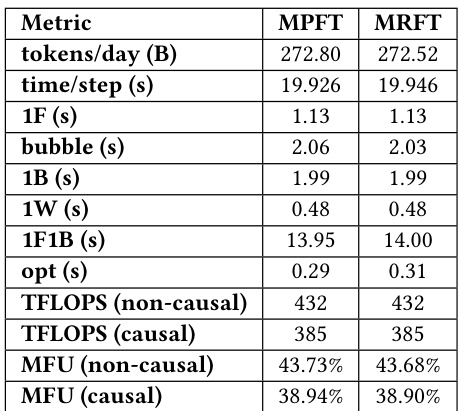 Metric MPFT MRFT
tokens/day (B) 272.80 272.52
time/step (s) 19.926 19.946
1F (s) 1.13 1.13
bubble (s) 2.06 2.03
1B (s) 1.99 1.99
1W (s) 0.48 0.48
1F1B (s) 13.95 14.00
opt (s) 0.29 0.31
TFLOPS (non-causal) 432 432
TFLOPS (causal) 385 385
MFU (non-causal) 43.73% 43.68%
MFU (causal) 38.94% 38.90%